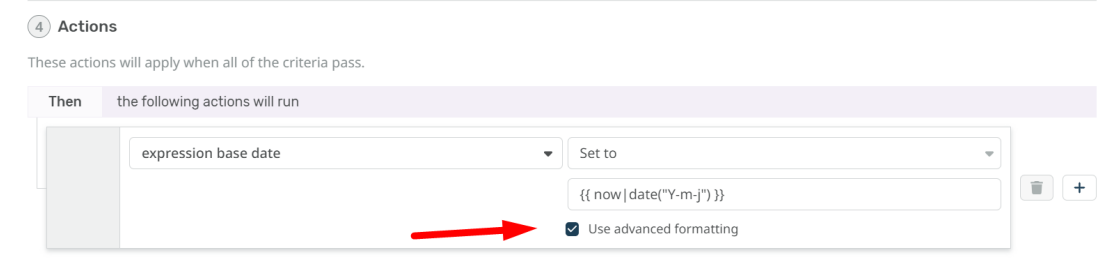 4 Actions
These actions will apply when all of the criteria pass.
Then the following actions will run
expression base date Set to
{{ now|date("Y-m-j") }}
Use advanced formatting